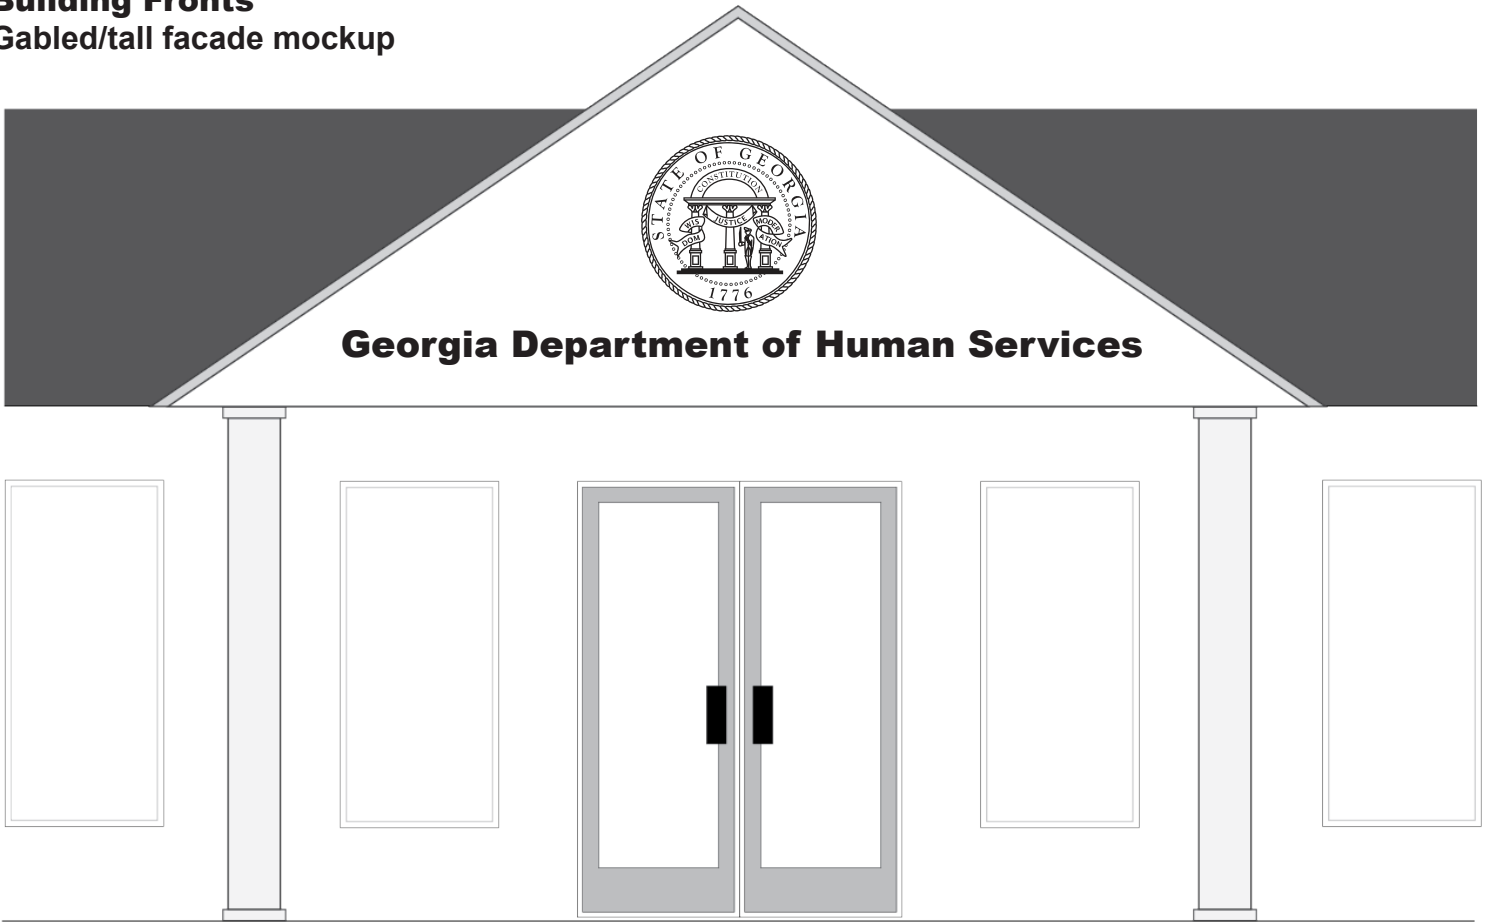 Building Fronts
Gabled/tall facade mockup
STATE OF GEORGIA
CONSTITUTION
WIS
DOM
JUSTICE
MODER
ATION
1776
Georgia Department of Human Services